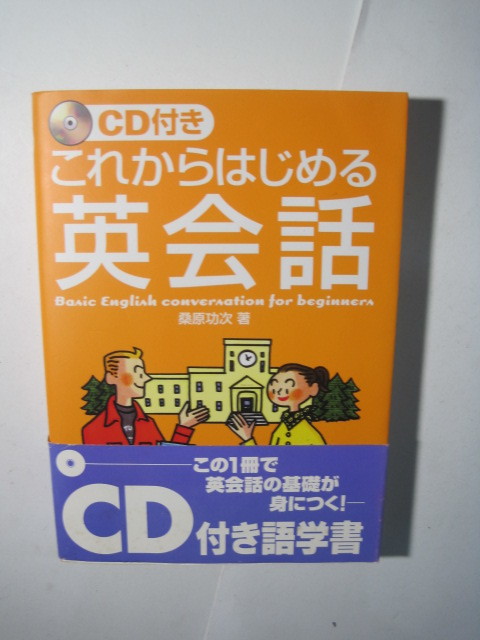 CD付き
これからはじめる
英会話
Basic English conversation for beginners
桑原功次 著
この1冊で
英会話の基礎が
身につく!
CD付き語学書